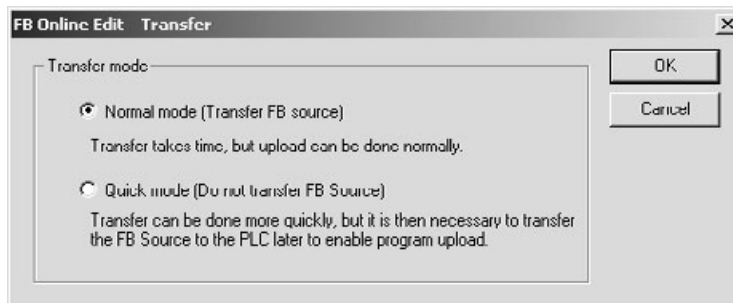 FB Online Edit Transfer
Transfer mode
OK
Cancel
Normal mode (Transfer FB source)
Transfer takes time, but upload can be done normally.
Quick mode (Do not transfer FB Source)
Transfer can be done more quickly, but it is then necessary to transfer
the FB Source to the PLC later to enable program upload.